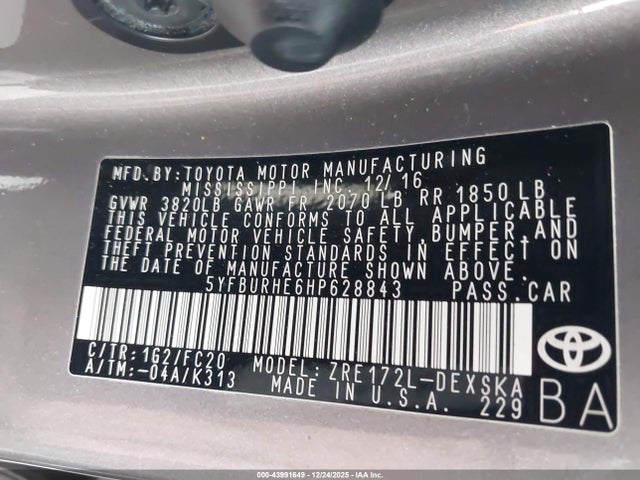 MFD. BY:TOYOTA MOTOR MANUFACTURING
MISSISSIPPI INC. 12/16
GVWR 3820LB GAWR FR 2070LB RR 1850LB
THIS VEHICLE CONFORMS TO ALL APPLICABLE
FEDERAL MOTOR VEHICLE SAFETY, BUMPER, AND
THEFT PREVENTION STANDARDS IN EFFECT ON
THE DATE OF MANUFACTURE SHOWN ABOVE.
5YFBURHE6HP628843 PASS.CAR
C/TR:1G2/FC20 MODEL:ZRE172L-DEXSKA
A/TM:-04A/K313 MADE IN U.S.A. 229
BA
000-43991649 | 12/24/2025 - IAA Inc.